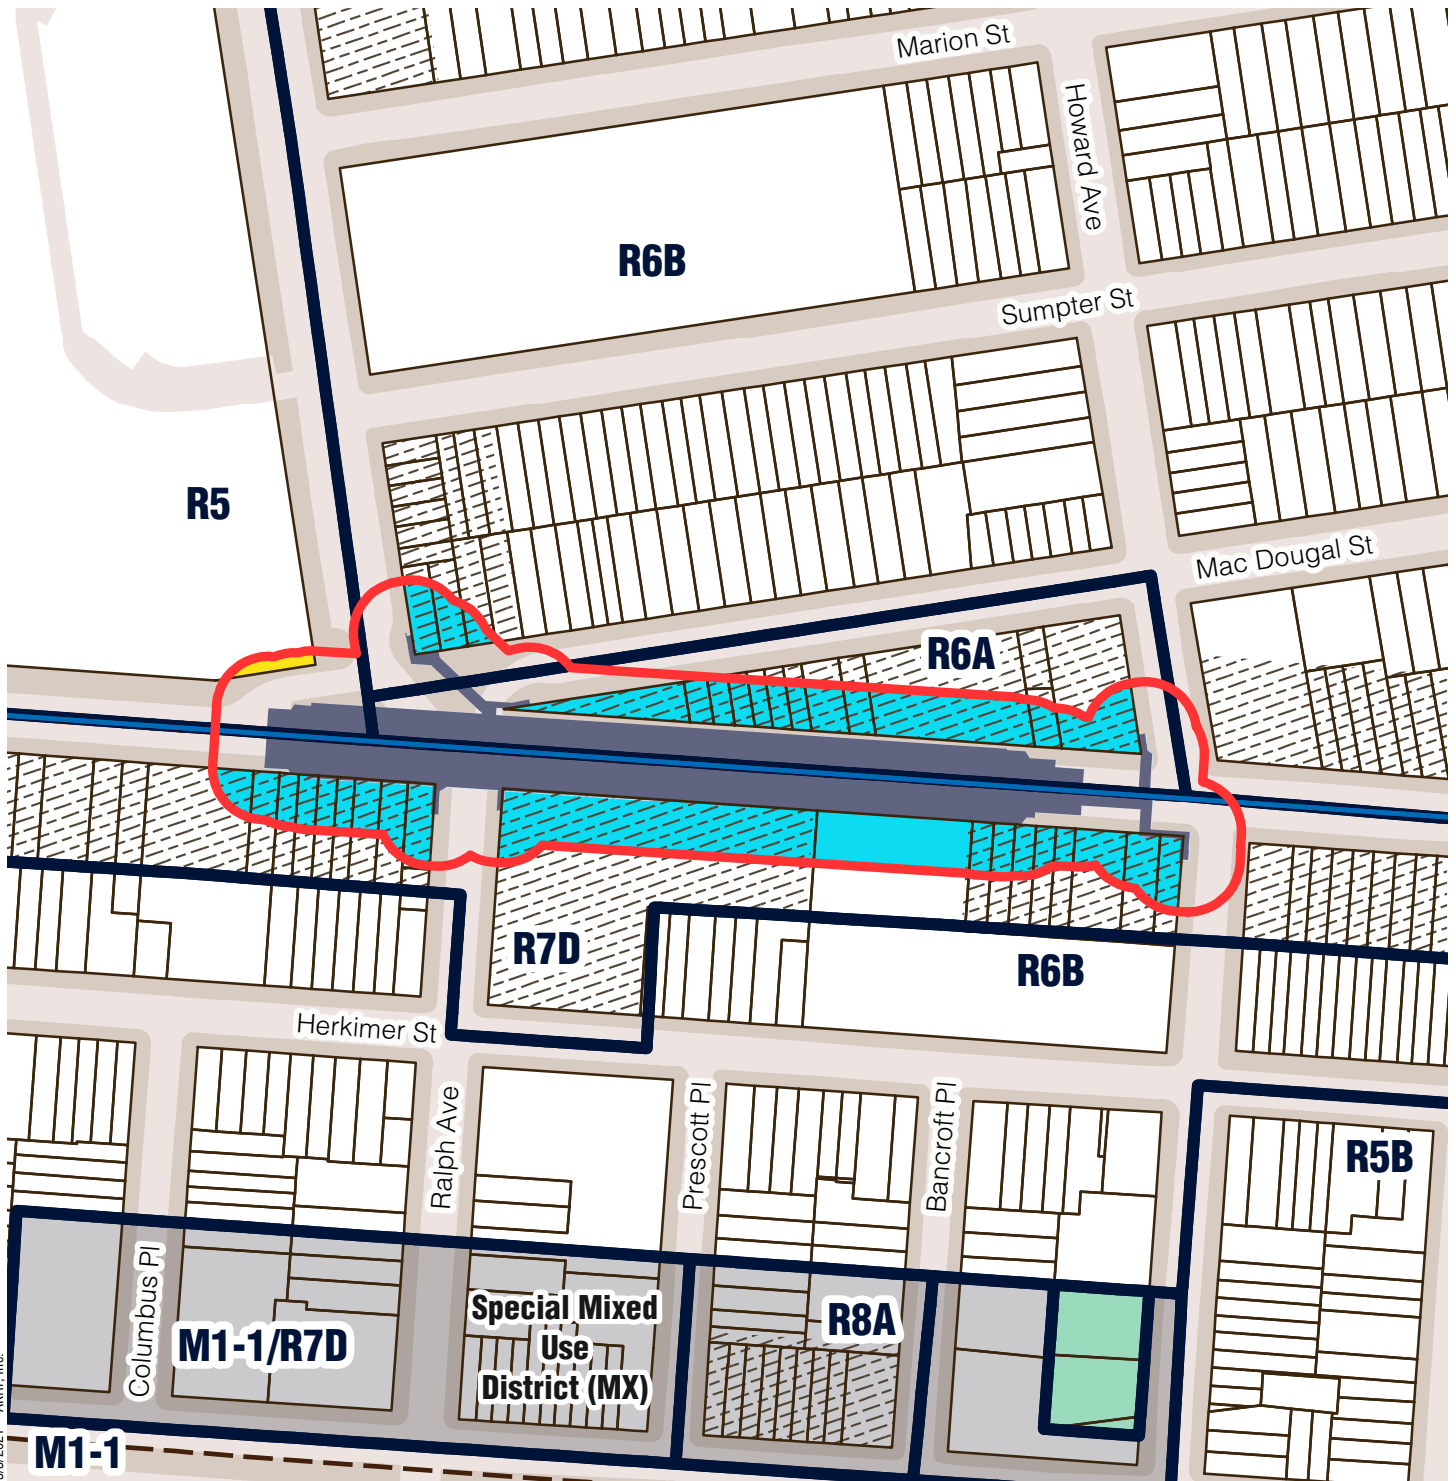 Marion St
Howard Ave
R6B
Sumpter St
R5
Mac Dougal St
R6A
R7D
R6B
Herkimer St
Ralph Ave
Prescott Pl
Bancroft Pl
R5B
Columbus Pl
M1-1/R7D
Special Mixed
Use
District (MX)
R8A
M1-1